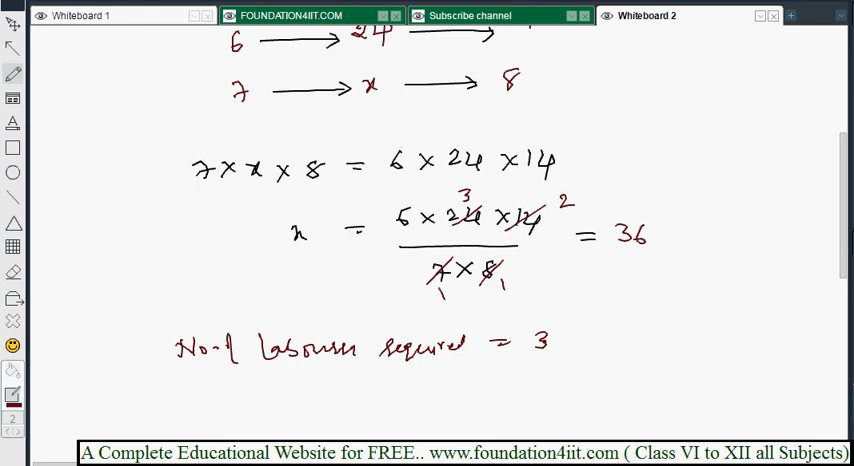 Whiteboard 1
FOUNDATION4IIT.COM
Subscribe channel
Whiteboard 2
6 → 24 →
7 → x → 8
7 × x × 8 = 6 × 24 × 14
3
x = 6 × 24 × 14 2
7 × 8
= 36
1 1
No. of labourers required = 3
2
A Complete Educational Website for FREE.. www.foundation4iit.com ( Class VI to XII all Subjects)